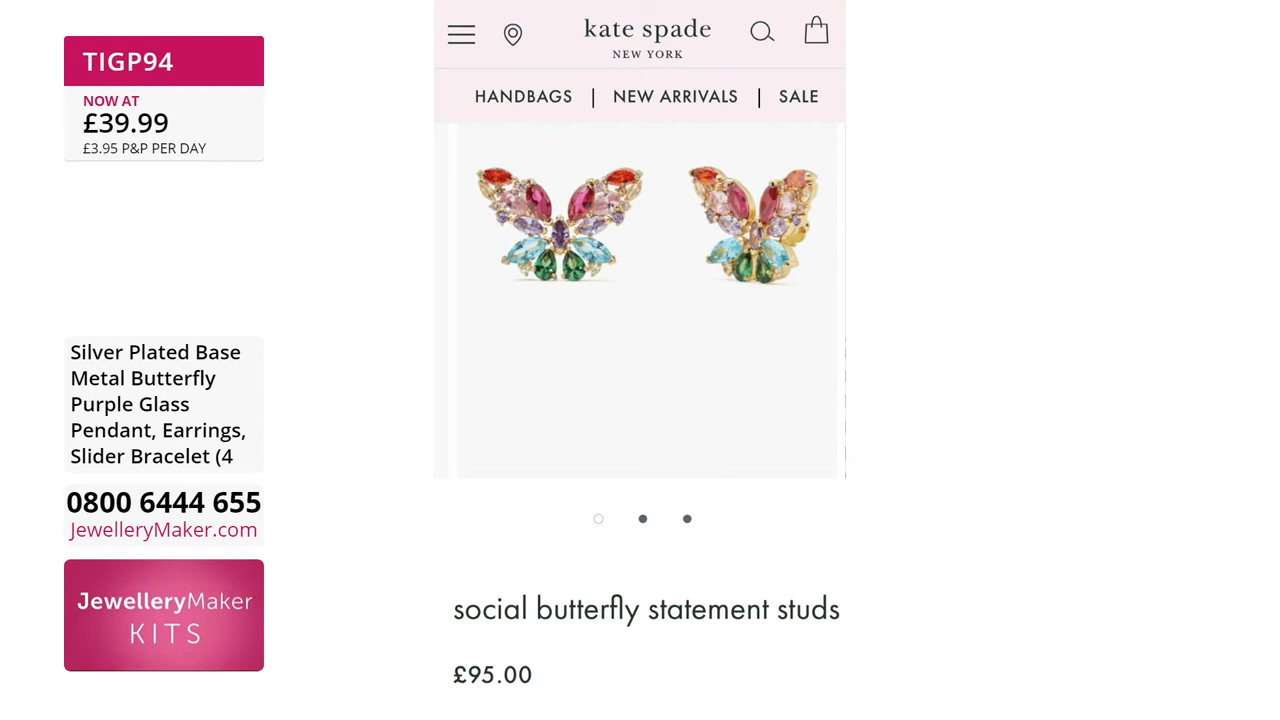 TIGP94
NOW AT
£39.99
£3.95 P&P PER DAY
Silver Plated Base
Metal Butterfly
Purple Glass
Pendant, Earrings,
Slider Bracelet (4
0800 6444 655
JewelleryMaker.com
JewelleryMaker
KITS
kate spade
NEW YORK
HANDBAGS | NEW ARRIVALS | SALE
social butterfly statement studs
£95.00